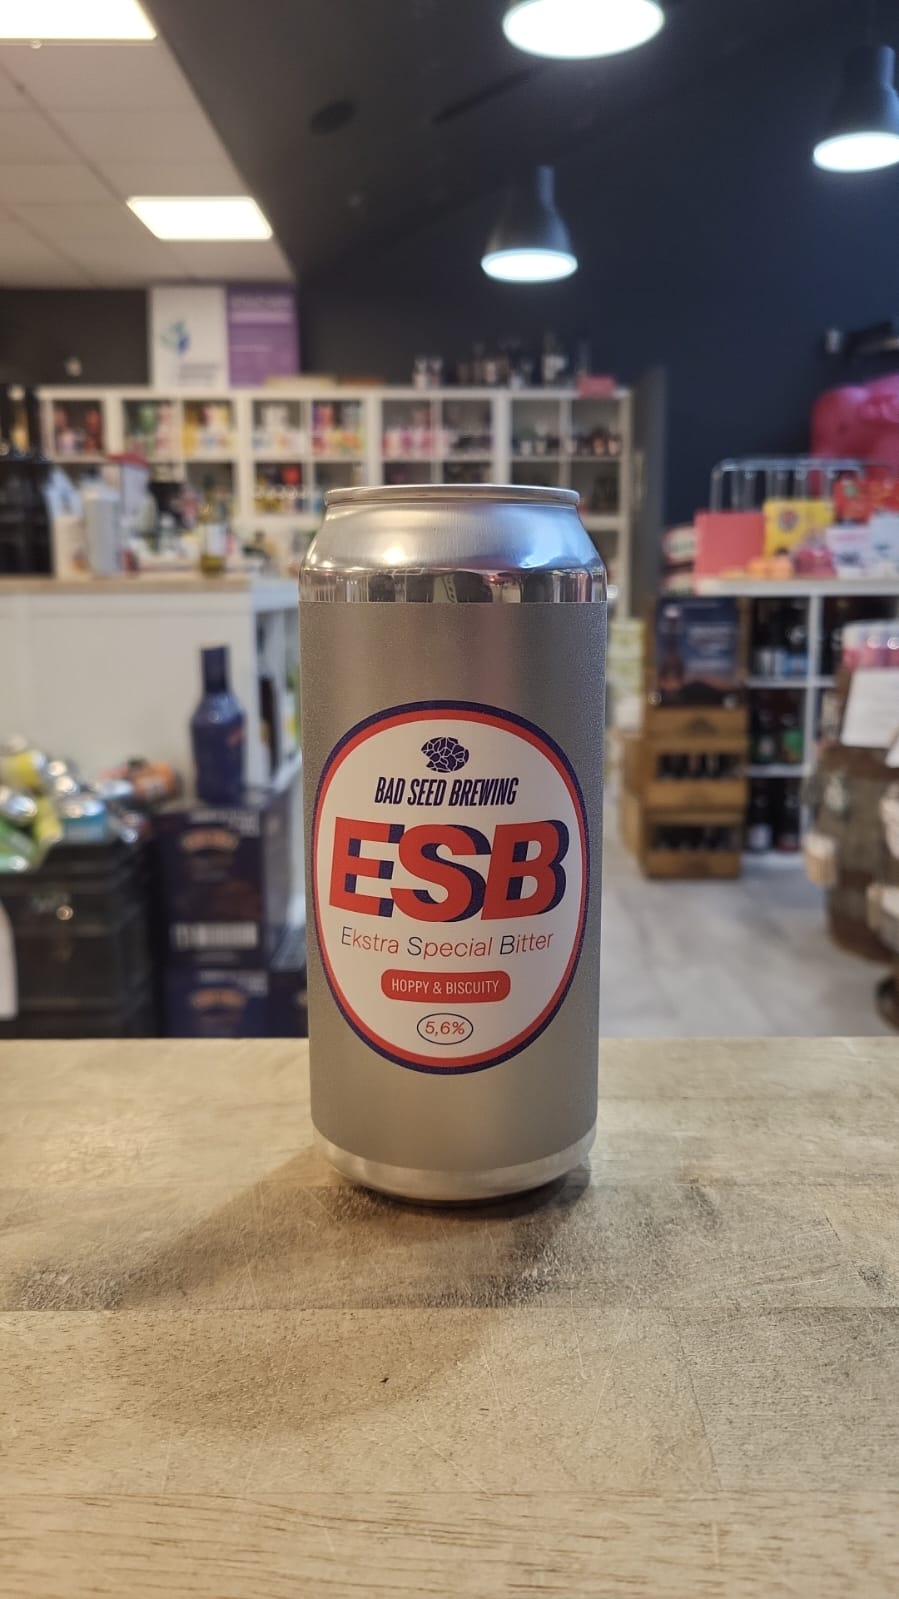 BAD SEED BREWING
ESB
Ekstra Special Bitter
HOPPY & BISCUITY
5,6%